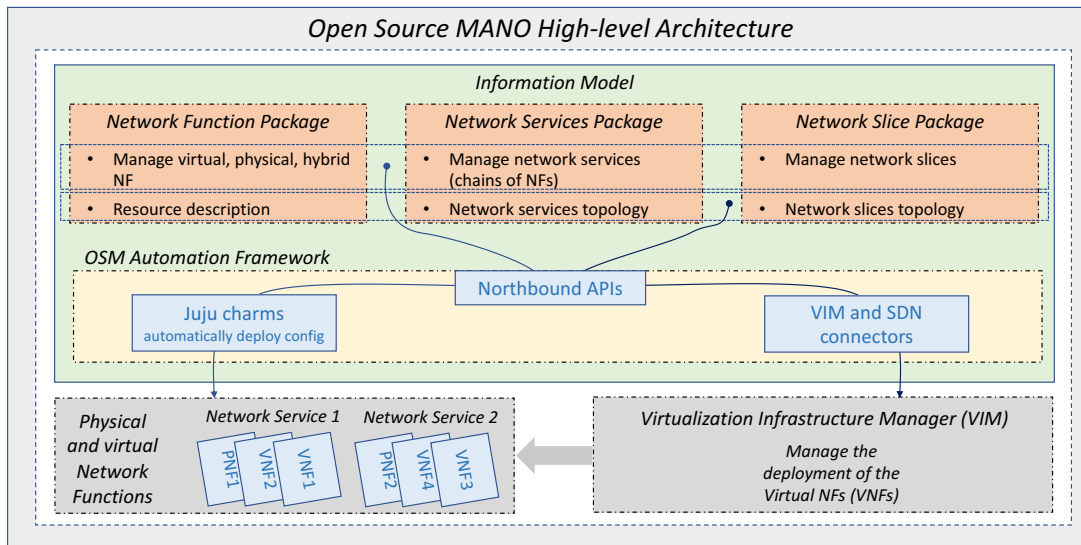 Open Source MANO High-level Architecture
Information Model
Network Function Package
• Manage virtual, physical, hybrid
NF
• Resource description
Network Services Package
• Manage network services
(chains of NFs)
• Network services topology
Network Slice Package
• Manage network slices
• Network slices topology
OSM Automation Framework
Northbound APIs
Juju charms
automatically deploy config
VIM and SDN
connectors
Physical
and virtual
Network
Functions
Network Service 1
PNF1
VNF2
VNF1
Network Service 2
PNF2
VNF4
VNF3
Virtualization Infrastructure Manager (VIM)
Manage the
deployment of the
Virtual NFs (VNFs)